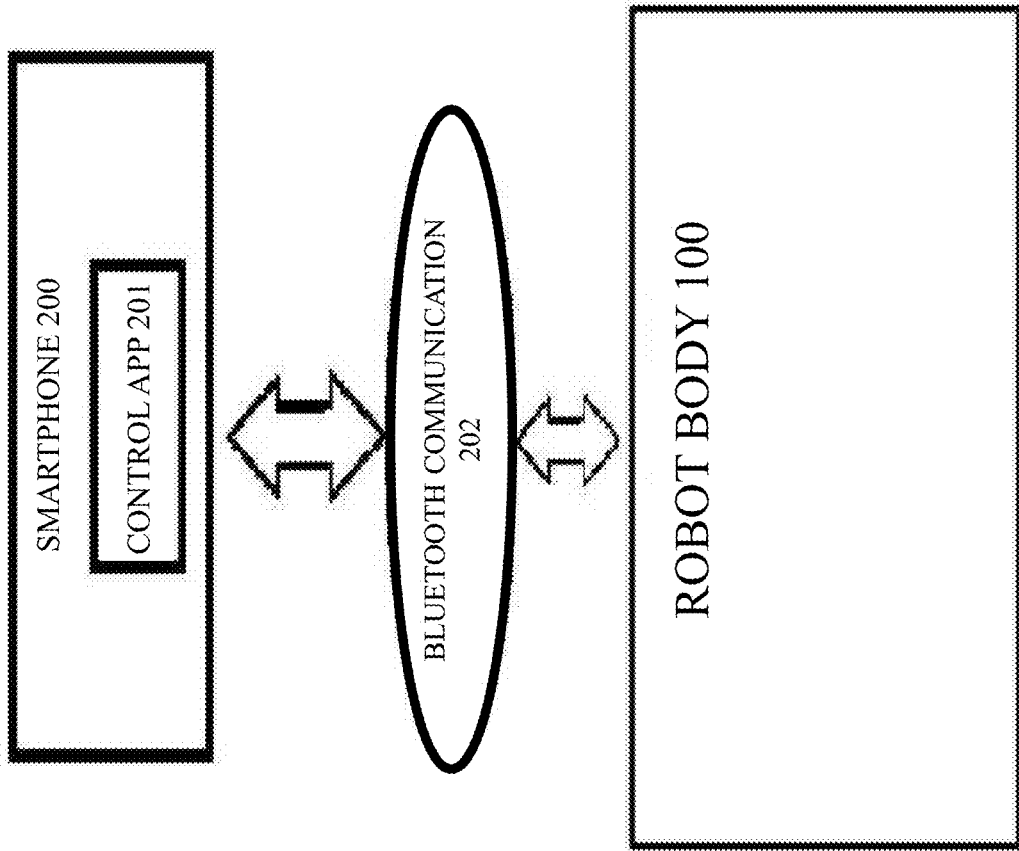 SMARTPHONE 200
CONTROL APP 201
BLUETOOTH COMMUNICATION
202
ROBOT BODY 100